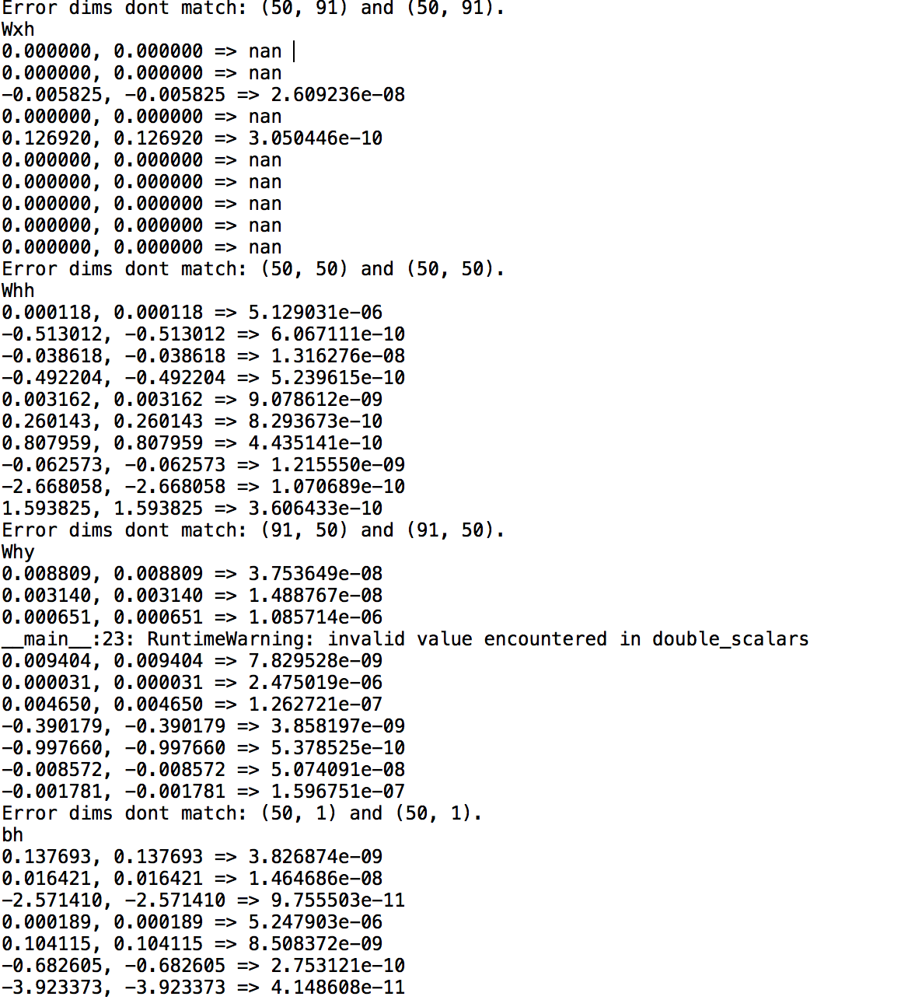 Error dims dont match: (50, 91) and (50, 91).
Wxh
0.000000, 0.000000 => nan
0.000000, 0.000000 => nan
-0.005825, -0.005825 => 2.609236e-08
0.000000, 0.000000 => nan
0.126920, 0.126920 => 3.050446e-10
0.000000, 0.000000 => nan
0.000000, 0.000000 => nan
0.000000, 0.000000 => nan
0.000000, 0.000000 => nan
0.000000, 0.000000 => nan
Error dims dont match: (50, 50) and (50, 50).
Whh
0.000118, 0.000118 => 5.129031e-06
-0.513012, -0.513012 => 6.067111e-10
-0.038618, -0.038618 => 1.316276e-08
-0.492204, -0.492204 => 5.239615e-10
0.003162, 0.003162 => 9.078612e-09
0.260143, 0.260143 => 8.293673e-10
0.807959, 0.807959 => 4.435141e-10
-0.062573, -0.062573 => 1.215550e-09
-2.668058, -2.668058 => 1.070689e-10
1.593825, 1.593825 => 3.606433e-10
Error dims dont match: (91, 50) and (91, 50).
Why
0.008809, 0.008809 => 3.753649e-08
0.003140, 0.003140 => 1.488767e-08
0.000651, 0.000651 => 1.085714e-06
__main__:23: RuntimeWarning: invalid value encountered in double_scalars
0.009404, 0.009404 => 7.829528e-09
0.000031, 0.000031 => 2.475019e-06
0.004650, 0.004650 => 1.262721e-07
-0.390179, -0.390179 => 3.858197e-09
-0.997660, -0.997660 => 5.378525e-10
-0.008572, -0.008572 => 5.074091e-08
-0.001781, -0.001781 => 1.596751e-07
Error dims dont match: (50, 1) and (50, 1).
bh
0.137693, 0.137693 => 3.826874e-09
0.016421, 0.016421 => 1.464686e-08
-2.571410, -2.571410 => 9.755503e-11
0.000189, 0.000189 => 5.247903e-06
0.104115, 0.104115 => 8.508372e-09
-0.682605, -0.682605 => 2.753121e-10
-3.923373, -3.923373 => 4.148608e-11